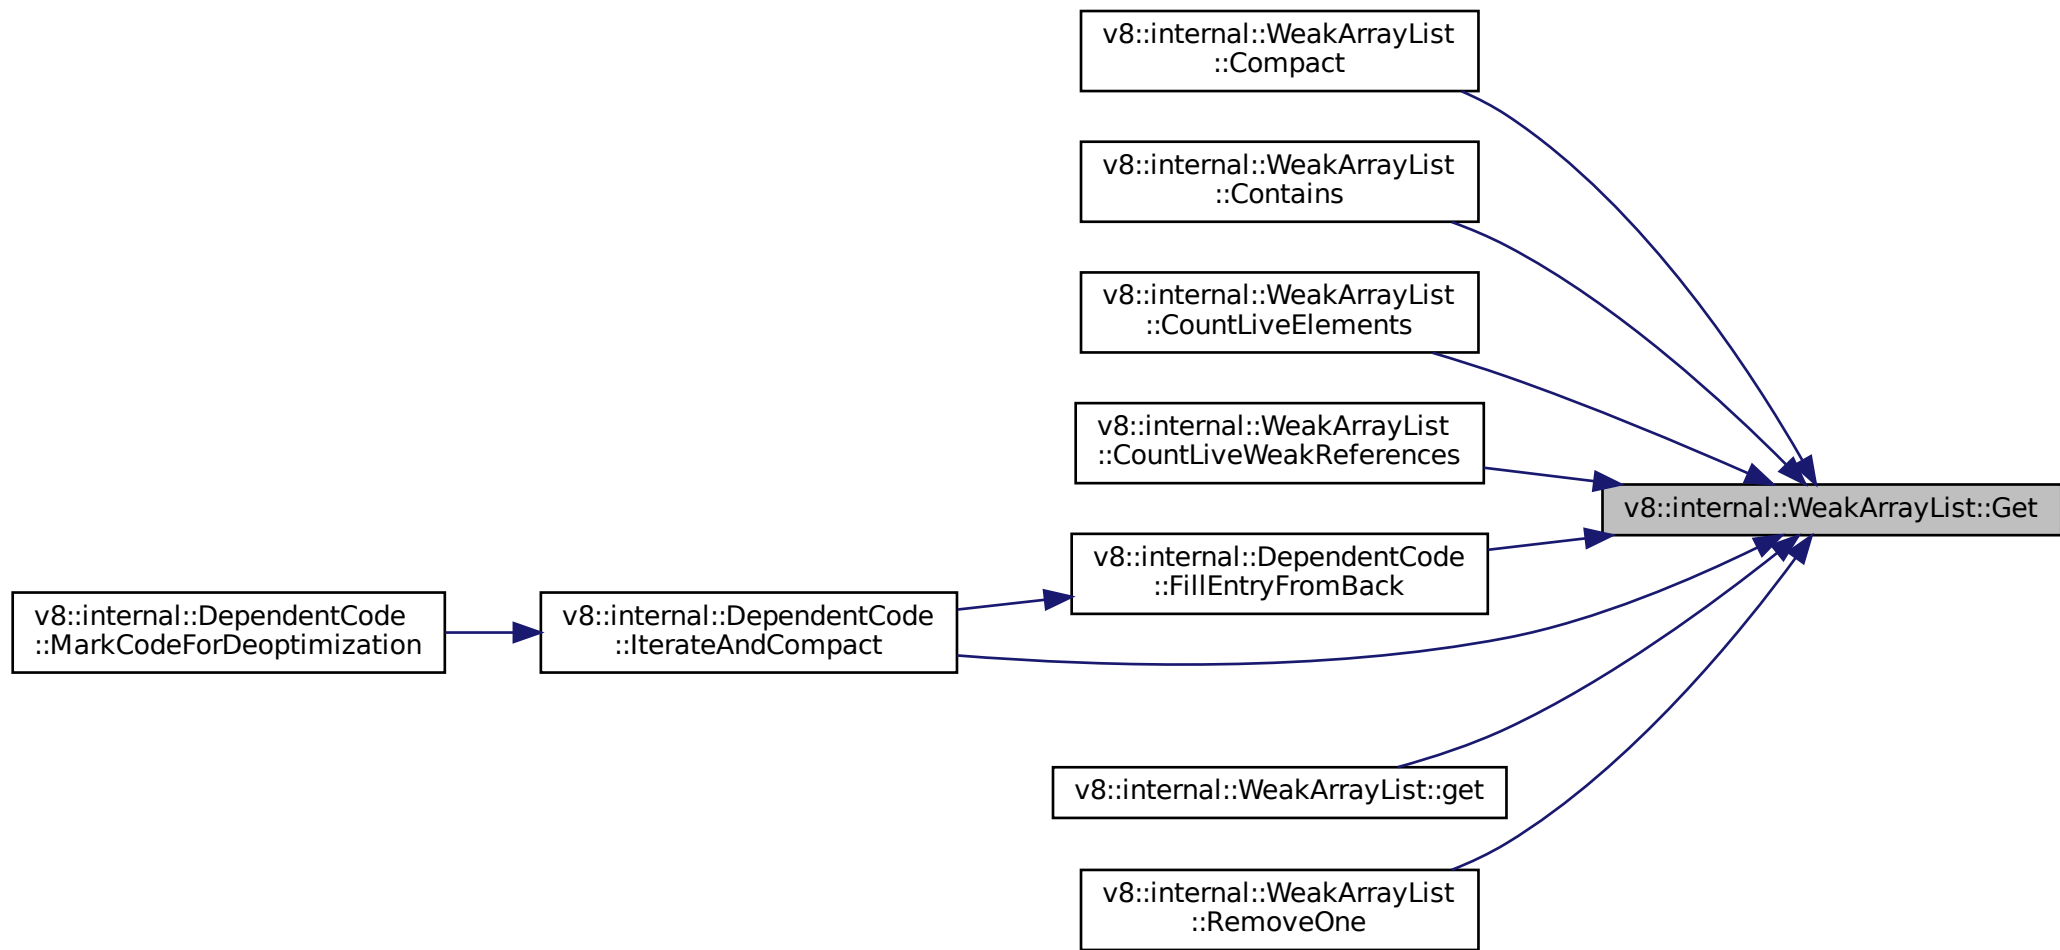 v8::internal::WeakArrayList
::Compact
v8::internal::WeakArrayList
::Contains
v8::internal::WeakArrayList
::CountLiveElements
v8::internal::WeakArrayList
::CountLiveWeakReferences
v8::internal::WeakArrayList::Get
v8::internal::DependentCode
::FillEntryFromBack
v8::internal::DependentCode
::MarkCodeForDeoptimization
v8::internal::DependentCode
::IterateAndCompact
v8::internal::WeakArrayList::get
v8::internal::WeakArrayList
::RemoveOne